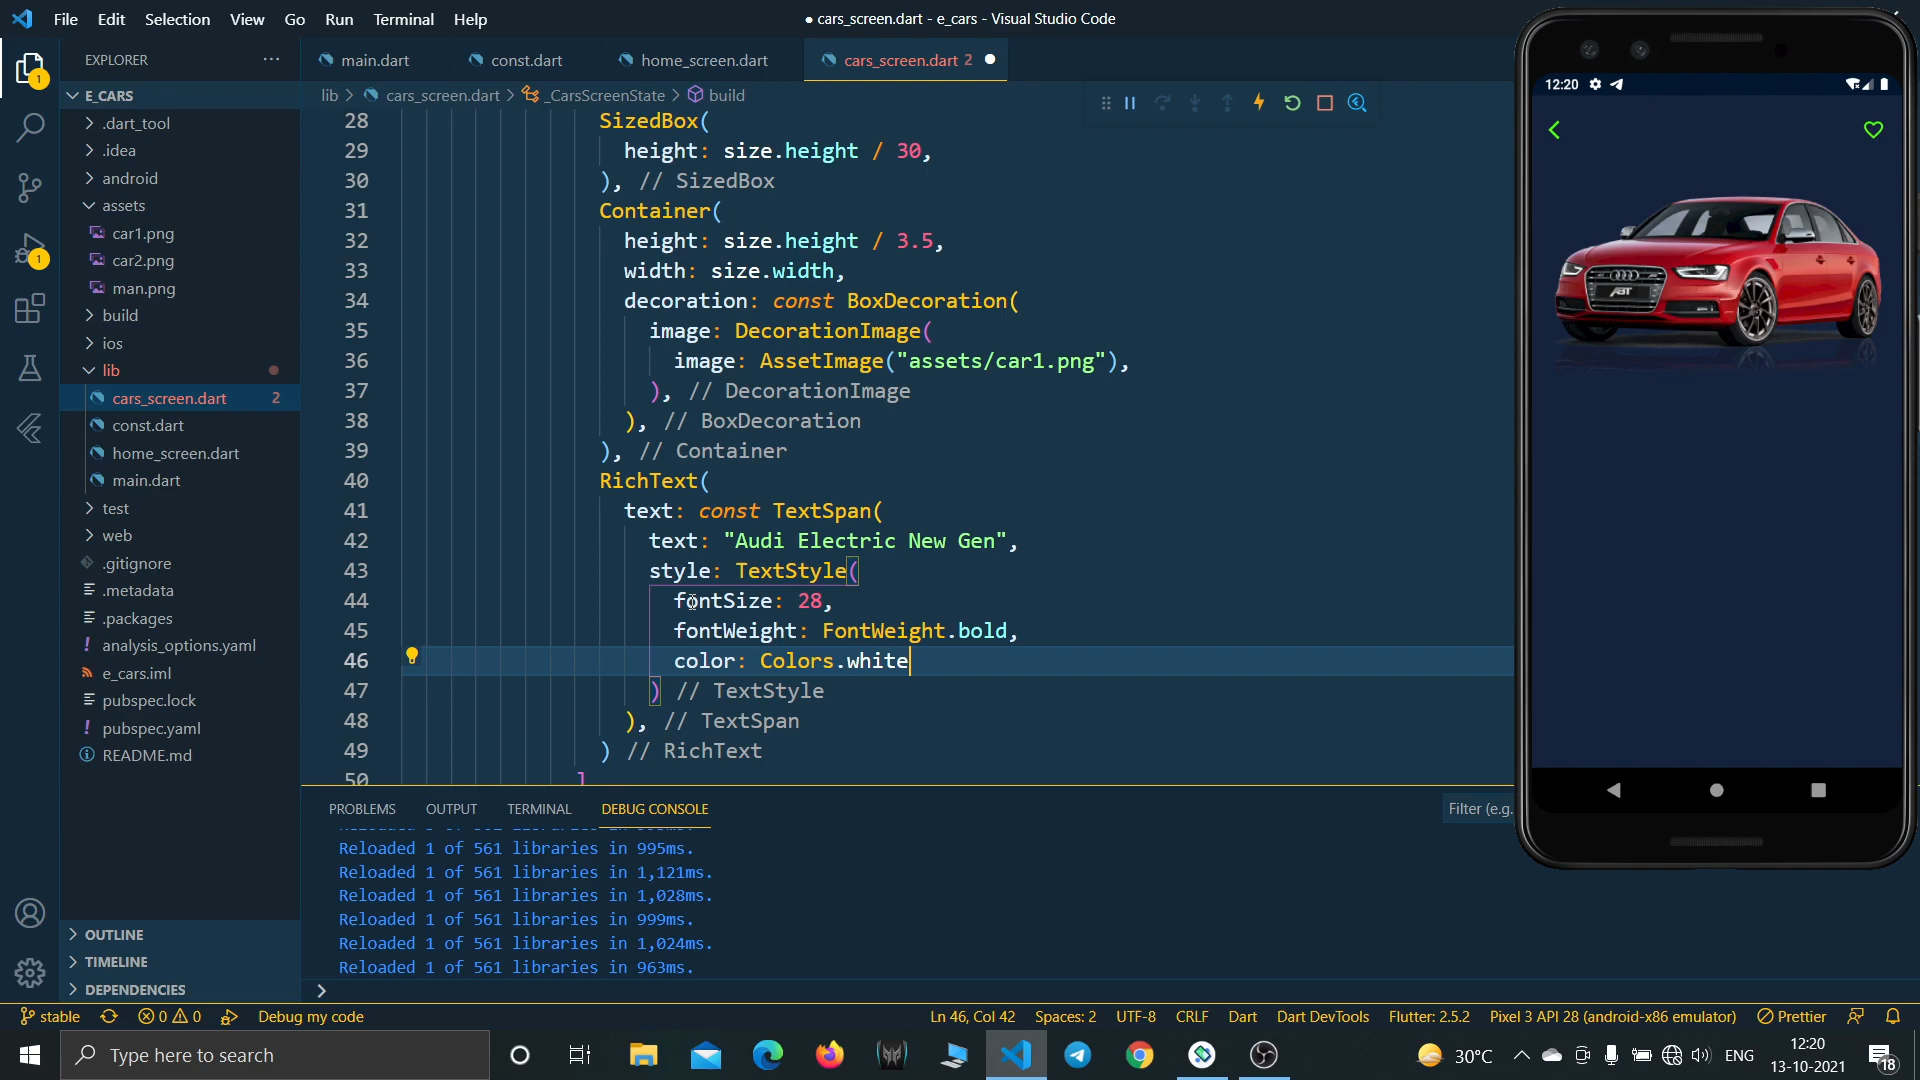 File Edit Selection View Go Run Terminal Help
● cars_screen.dart - e_cars - Visual Studio Code
EXPLORER
E_CARS
.dart_tool
.idea
android
assets
car1.png
car2.png
man.png
build
ios
lib
cars_screen.dart 2
const.dart
home_screen.dart
main.dart
test
web
.gitignore
.metadata
.packages
analysis_options.yaml
e_cars.iml
pubspec.lock
pubspec.yaml
README.md
OUTLINE
TIMELINE
DEPENDENCIES
1
1
main.dart const.dart home_screen.dart cars_screen.dart 2
lib > cars_screen.dart > _CarsScreenState > build
28 SizedBox(
29 height: size.height / 30,
30 ), // SizedBox
31 Container(
32 height: size.height / 3.5,
33 width: size.width,
34 decoration: const BoxDecoration(
35 image: DecorationImage(
36 image: AssetImage("assets/car1.png"),
37 ), // DecorationImage
38 ), // BoxDecoration
39 ), // Container
40 RichText(
41 text: const TextSpan(
42 text: "Audi Electric New Gen",
43 style: TextStyle(
44 fontSize: 28,
45 fontWeight: FontWeight.bold,
46 color: Colors.white
47 ) // TextStyle
48 ), // TextSpan
49 ) // RichText
50 ]
PROBLEMS OUTPUT TERMINAL DEBUG CONSOLE
Filter (e.g.
Reloaded 1 of 561 libraries in 995ms.
Reloaded 1 of 561 libraries in 1,121ms.
Reloaded 1 of 561 libraries in 1,028ms.
Reloaded 1 of 561 libraries in 999ms.
Reloaded 1 of 561 libraries in 1,024ms.
Reloaded 1 of 561 libraries in 963ms.
12:20
ABT
stable 0 0 Debug my code Ln 46, Col 42 Spaces: 2 UTF-8 CRLF Dart Dart DevTools Flutter: 2.5.2 Pixel 3 API 28 (android-x86 emulator) Prettier
Type here to search
30°C
ENG
12:20
13-10-2021
18